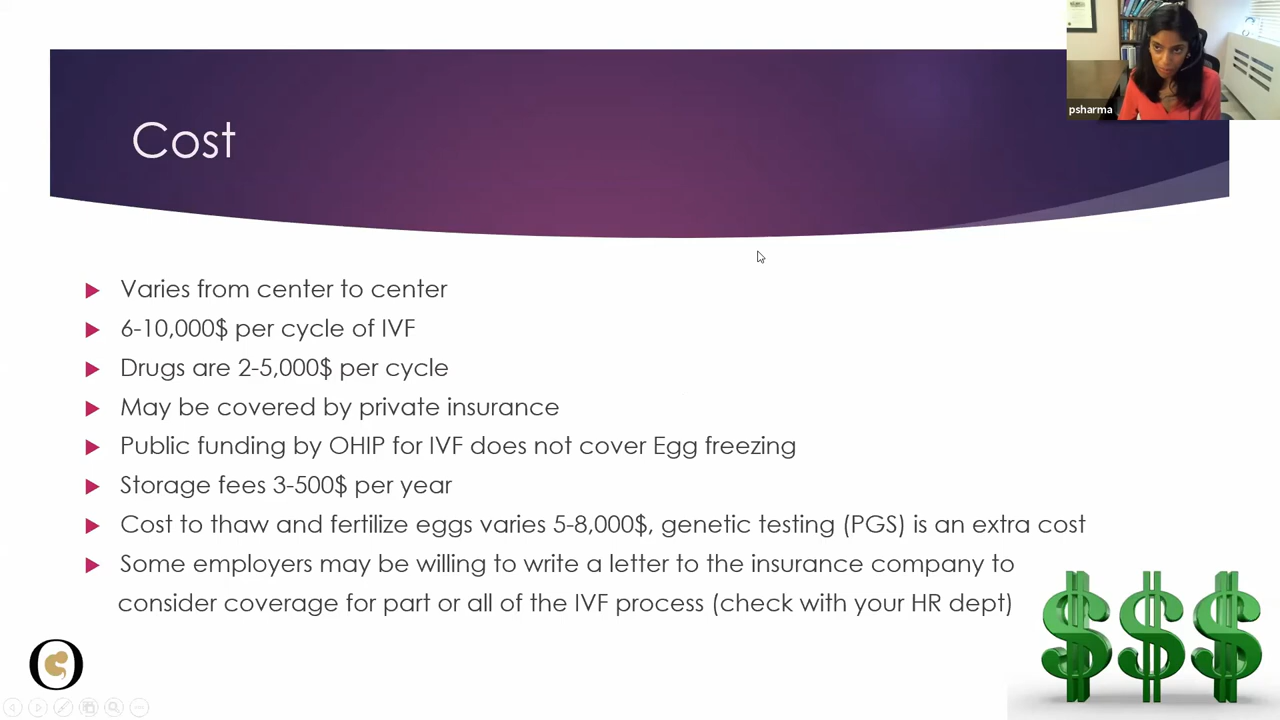 psharma
Cost
Varies from center to center
6-10,000$ per cycle of IVF
Drugs are 2-5,000$ per cycle
May be covered by private insurance
Public funding by OHIP for IVF does not cover Egg freezing
Storage fees 3-500$ per year
Cost to thaw and fertilize eggs varies 5-8,000$, genetic testing (PGS) is an extra cost
Some employers may be willing to write a letter to the insurance company to
consider coverage for part or all of the IVF process (check with your HR dept)
$$$